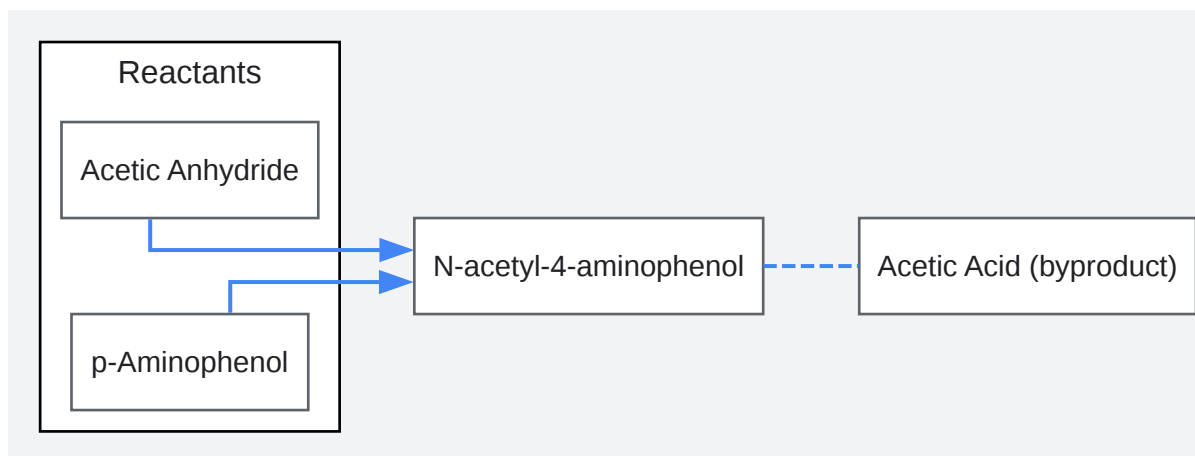 Reactants
Acetic Anhydride
N-acetyl-4-aminophenol
Acetic Acid (byproduct)
p-Aminophenol